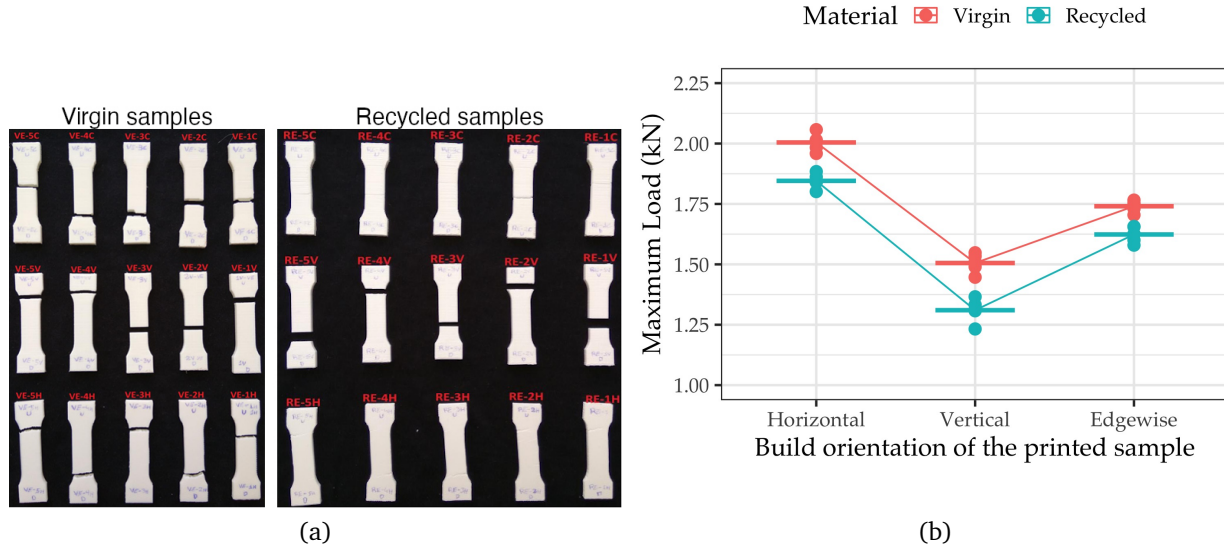 Virgin samples
VE-5C VE-4C VE-3C VE-2C VE-1C
VE-5V VE-4V VE-3V VE-2V VE-1V
VE-5H VE-4H VE-3H VE-2H VE-1H
Recycled samples
RE-5C RE-4C RE-3C RE-2C RE-1C
RE-5V RE-4V RE-3V RE-2V RE-1V
RE-5H RE-4H RE-3H RE-2H RE-1H
(a)
Material Virgin Recycled
Maximum Load (kN)
2.25
2.00
1.75
1.50
1.25
1.00
Horizontal Vertical Edgewise
Build orientation of the printed sample
(b)